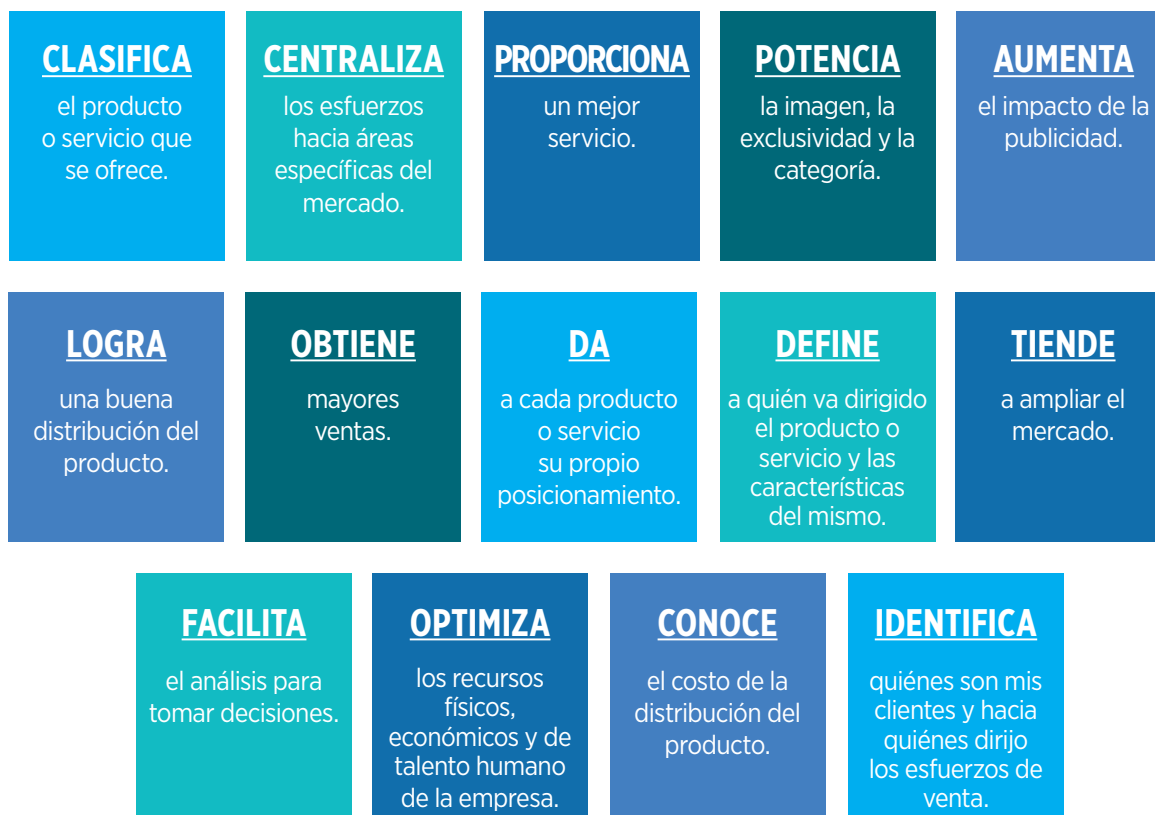 CLASIFICA
el producto
o servicio que
se ofrece.
CENTRALIZA
los esfuerzos
hacia áreas
específicas del
mercado.
PROPORCIONA
un mejor
servicio.
POTENCIA
la imagen, la
exclusividad y la
categoría.
AUMENTA
el impacto de la
publicidad.
LOGRA
una buena
distribución del
producto.
OBTIENE
mayores
ventas.
DA
a cada producto
o servicio
su propio
posicionamiento.
DEFINE
a quién va dirigido
el producto o
servicio y las
características
del mismo.
TIENDE
a ampliar el
mercado.
FACILITA
el análisis para
tomar decisiones.
OPTIMIZA
los recursos
físicos,
económicos y de
talento humano
de la empresa.
CONOCE
el costo de la
distribución del
producto.
IDENTIFICA
quiénes son mis
clientes y hacia
quiénes dirijo
los esfuerzos de
venta.